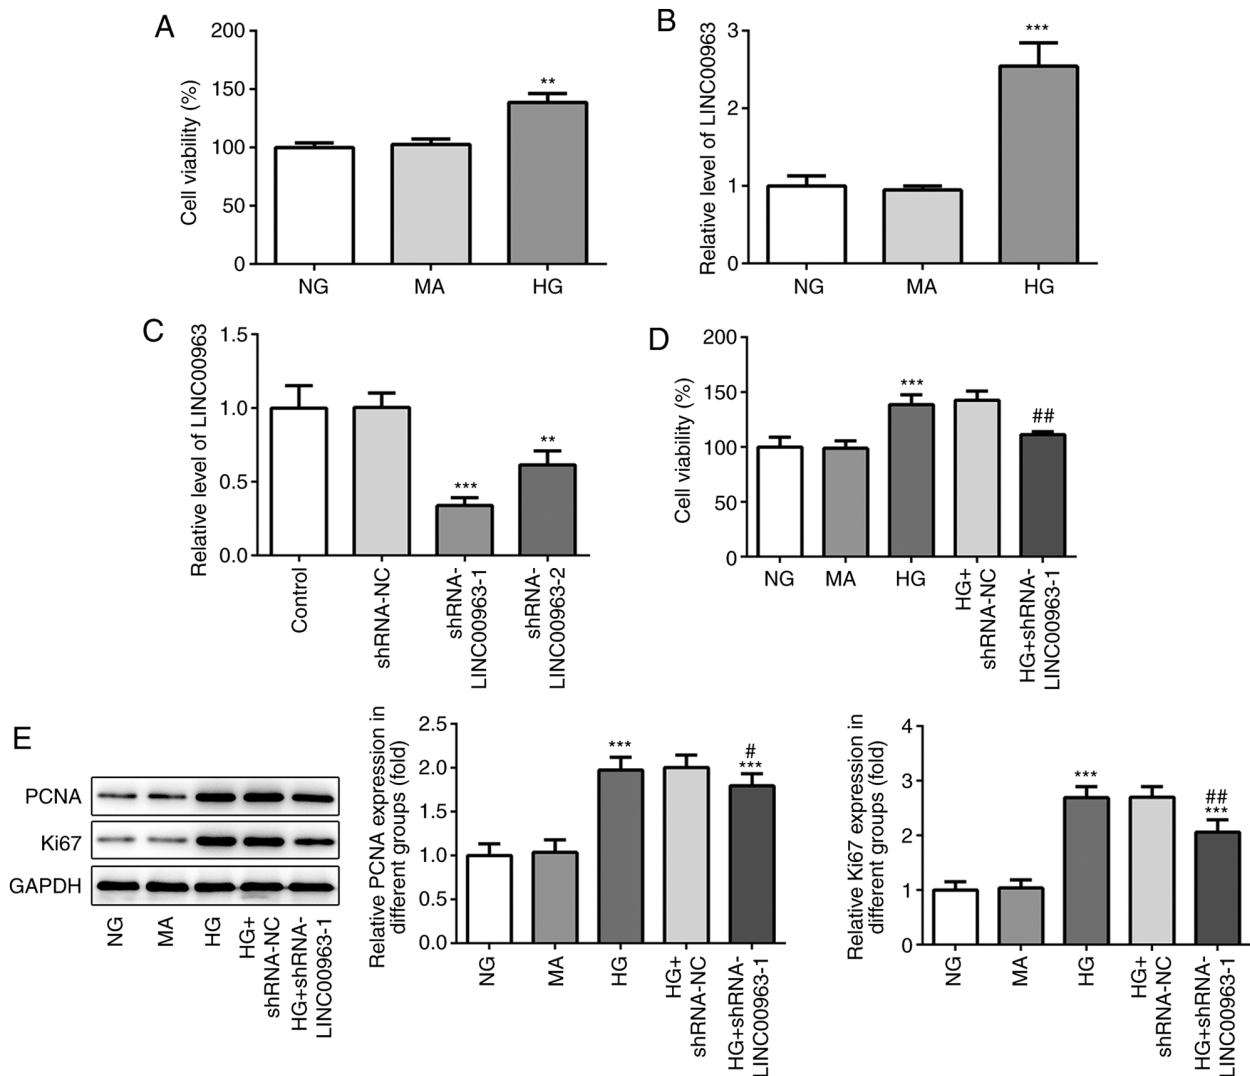 A
200
150
100
50
0
Cell viability (%)
**
NG
MA
HG
B
3
2
1
0
Relative level of LINC00963
***
NG
MA
HG
C
1.5
1.0
0.5
0.0
Relative level of LINC00963
***
**
Control
shRNA-NC
shRNA-
LINC00963-1
shRNA-
LINC00963-2
D
200
150
100
50
0
Cell viability (%)
***
##
NG
MA
HG
HG+
shRNA-NC
HG+shRNA-
LINC00963-1
E
PCNA
Ki67
GAPDH
NG
MA
HG
HG+
shRNA-NC
HG+shRNA-
LINC00963-1
2.5
2.0
1.5
1.0
0.5
0.0
Relative PCNA expression in
different groups (fold)
***
#
***
NG
MA
HG
HG+
shRNA-NC
HG+shRNA-
LINC00963-1
4
3
2
1
0
Relative Ki67 expression in
different groups (fold)
***
##
***
NG
MA
HG
HG+
shRNA-NC
HG+shRNA-
LINC00963-1